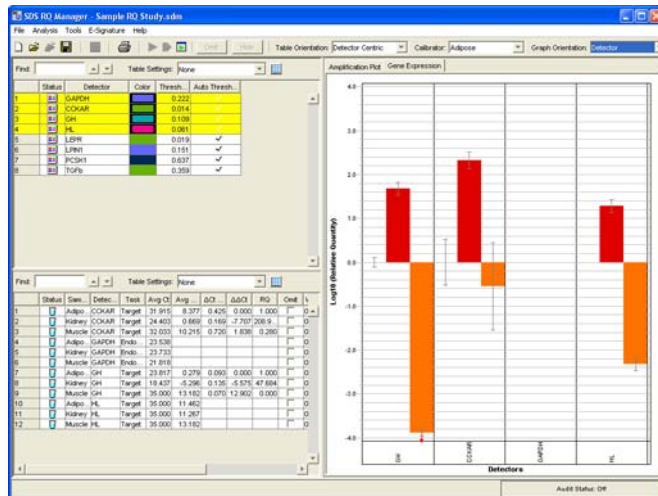 SDS RQ Manager - Sample RQ Study.sdm
File Analysis Tools E-Signature Help
Omit Hide Table Orientation: Detector Centric Calibrator: Adipose Graph Orientation: Detector
Find: Table Settings: None
Status Detector Color Thresh... Auto Thresh...
1 GAPDH 0.222
2 CCKAR 0.014
3 GH 0.109
4 HL 0.061
5 LEPR 0.019 ✓
6 LPIN1 0.151 ✓
7 PCSK1 0.637 ✓
8 TGFb 0.359 ✓
Find: Table Settings: None
Status Sam... Detec... Task Avg Ct Avg ... ΔCt ... ΔΔCt RQ Omit
1 Adipo... CCKAR Target 31.915 8.377 0.425 0.000 1.000
2 Kidney CCKAR Target 24.403 0.669 0.169 -7.707 208.9...
3 Muscle CCKAR Target 32.033 10.215 0.720 1.838 0.280
4 Adipo... GAPDH Endo... 23.538
5 Kidney GAPDH Endo... 23.733
6 Muscle GAPDH Endo... 21.818
7 Adipo... GH Target 23.817 0.279 0.093 0.000 1.000
8 Kidney GH Target 18.437 -5.296 0.135 -5.575 47.684
9 Muscle GH Target 35.000 13.182 0.070 12.902 0.000
10 Adipo... HL Target 35.000 11.462
11 Kidney HL Target 35.000 11.267
12 Muscle HL Target 35.000 13.182
Amplification Plot Gene Expression
Log10 (Relative Quantity)
4.0
3.0
2.0
1.0
0.0
-1.0
-2.0
-3.0
-4.0
GH CCKAR GAPDH HL
Detectors
Audit Status: Off